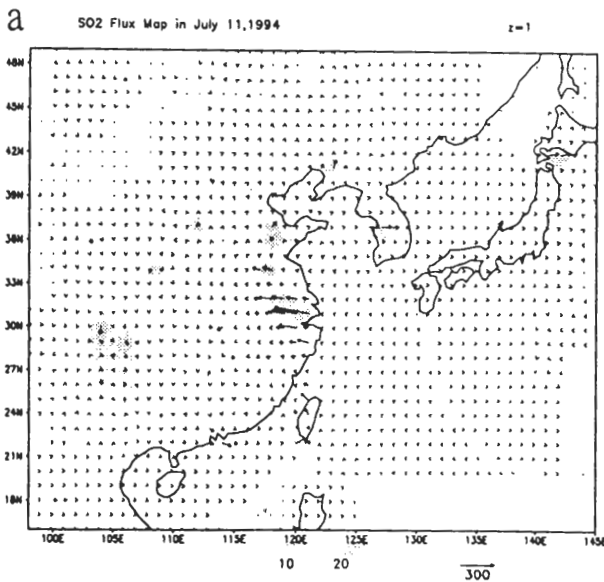 a
SO2 Flux Map in July 11,1994
z=1
48N
45N
42N
39N
36N
33N
30N
27N
24N
21N
18N
100E 105E 110E 115E 120E 125E 130E 135E 140E 145E
10 20
300